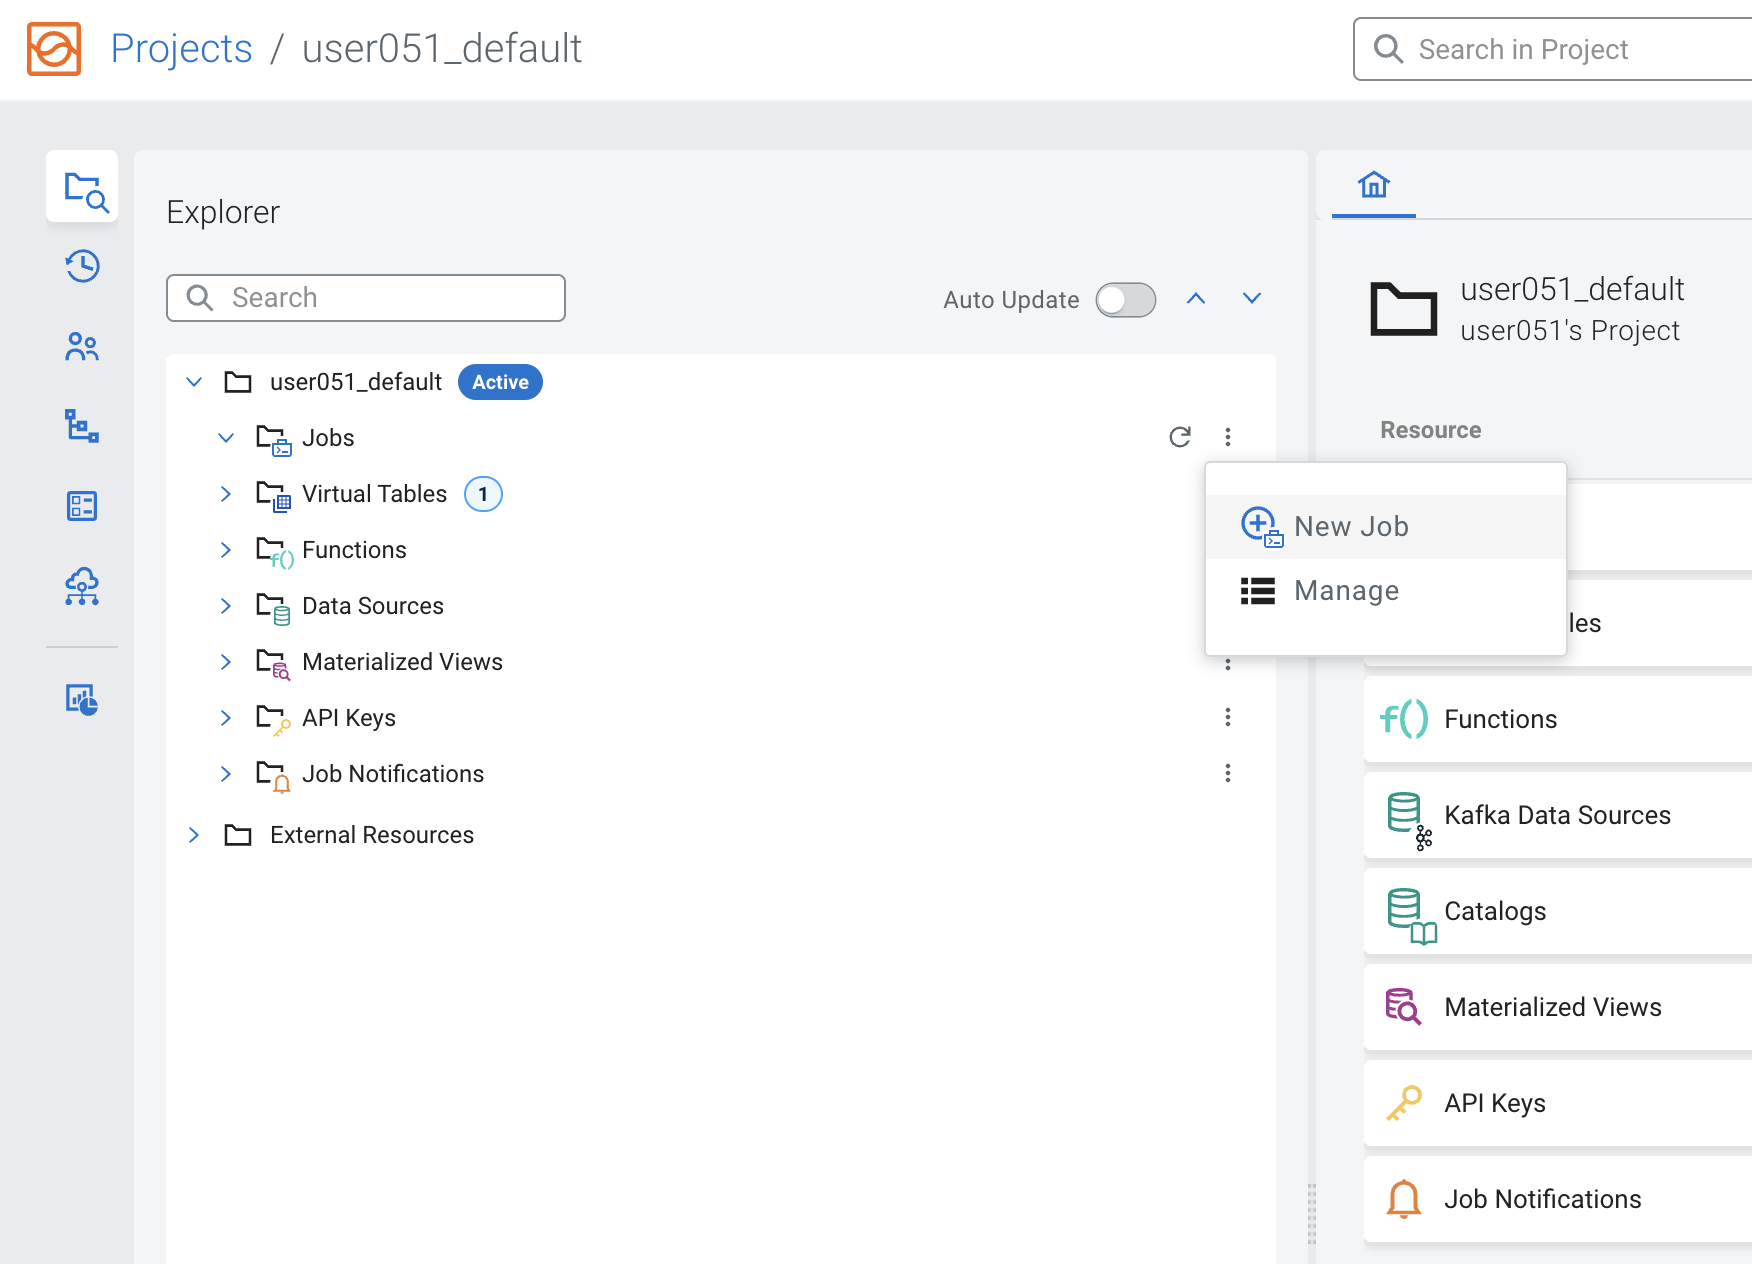 Projects / user051_default
Search in Project
Explorer
Search
Auto Update
user051_default Active
Jobs
Virtual Tables 1
f() Functions
Data Sources
Materialized Views
API Keys
Job Notifications
External Resources
New Job
Manage
user051_default
user051's Project
Resource
les
f() Functions
Kafka Data Sources
Catalogs
Materialized Views
API Keys
Job Notifications